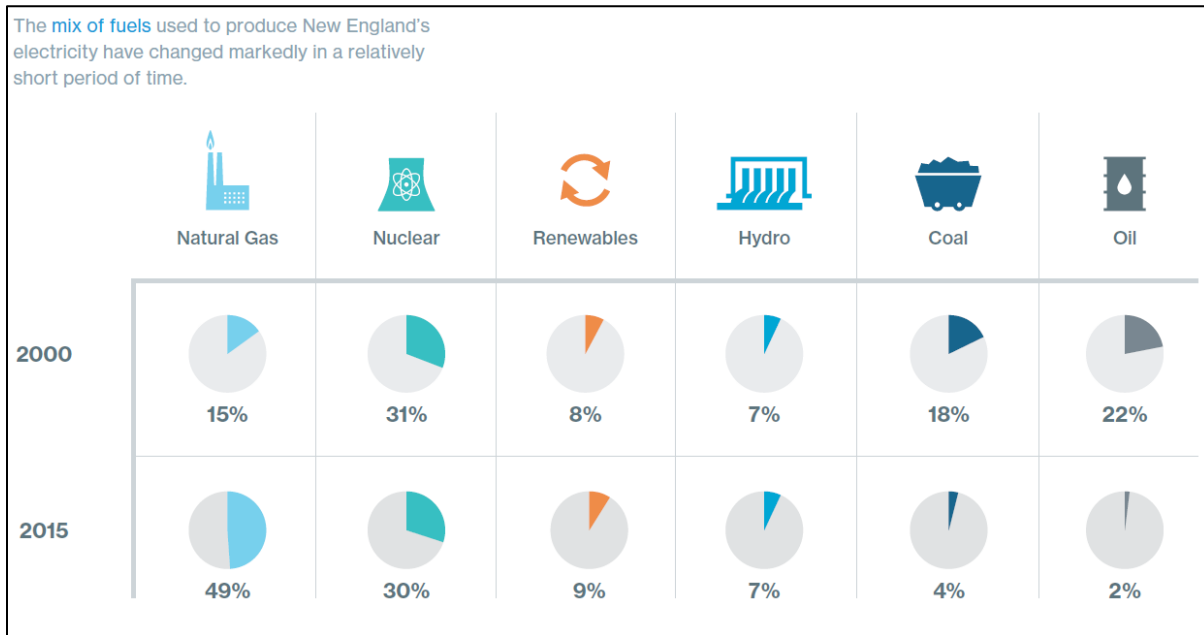 The mix of fuels used to produce New England's
electricity have changed markedly in a relatively
short period of time.
Natural Gas Nuclear Renewables Hydro Coal Oil
2000
15% 31% 8% 7% 18% 22%
2015
49% 30% 9% 7% 4% 2%